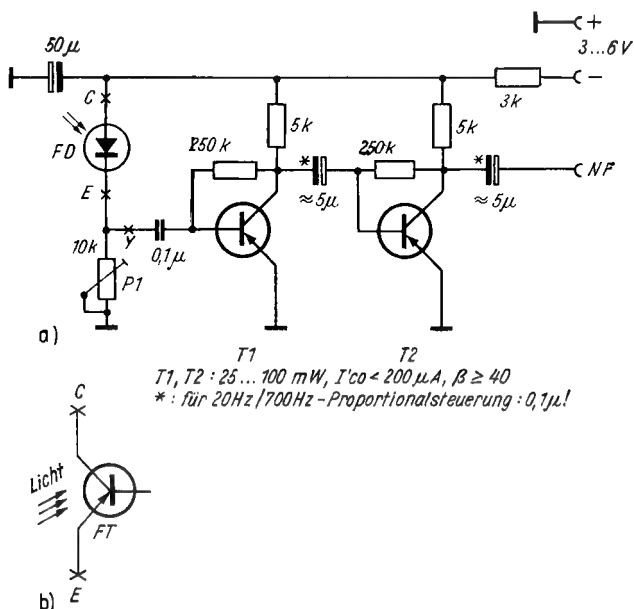 +
50μ
3...6V
C
−
3k
5k
5k
FD
250k
250k
*
*
NF
E
≈5μ
≈5μ
Y
10k
0,1μ
P1
a)
T1
T2
T1, T2 : 25...100 mW, I'co < 200 μA, β ≥ 40
* : für 20Hz/700Hz-Proportionalsteuerung : 0,1μ!
C
Licht
FT
b)
E